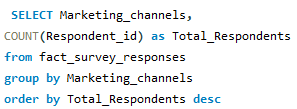 SELECT Marketing_channels,
COUNT(Respondent_id) as Total_Respondents
from fact_survey_responses
group by Marketing_channels
order by Total_Respondents desc